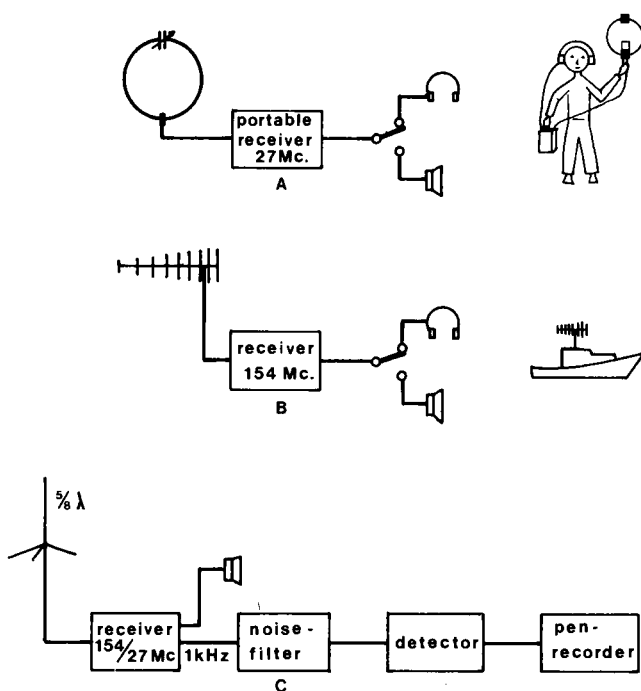 portable
receiver
27Mc.
A
receiver
154 Mc.
B
5/8 λ
receiver
154/27 Mc
1kHz
noise-
filter
C
detector
pen-
recorder